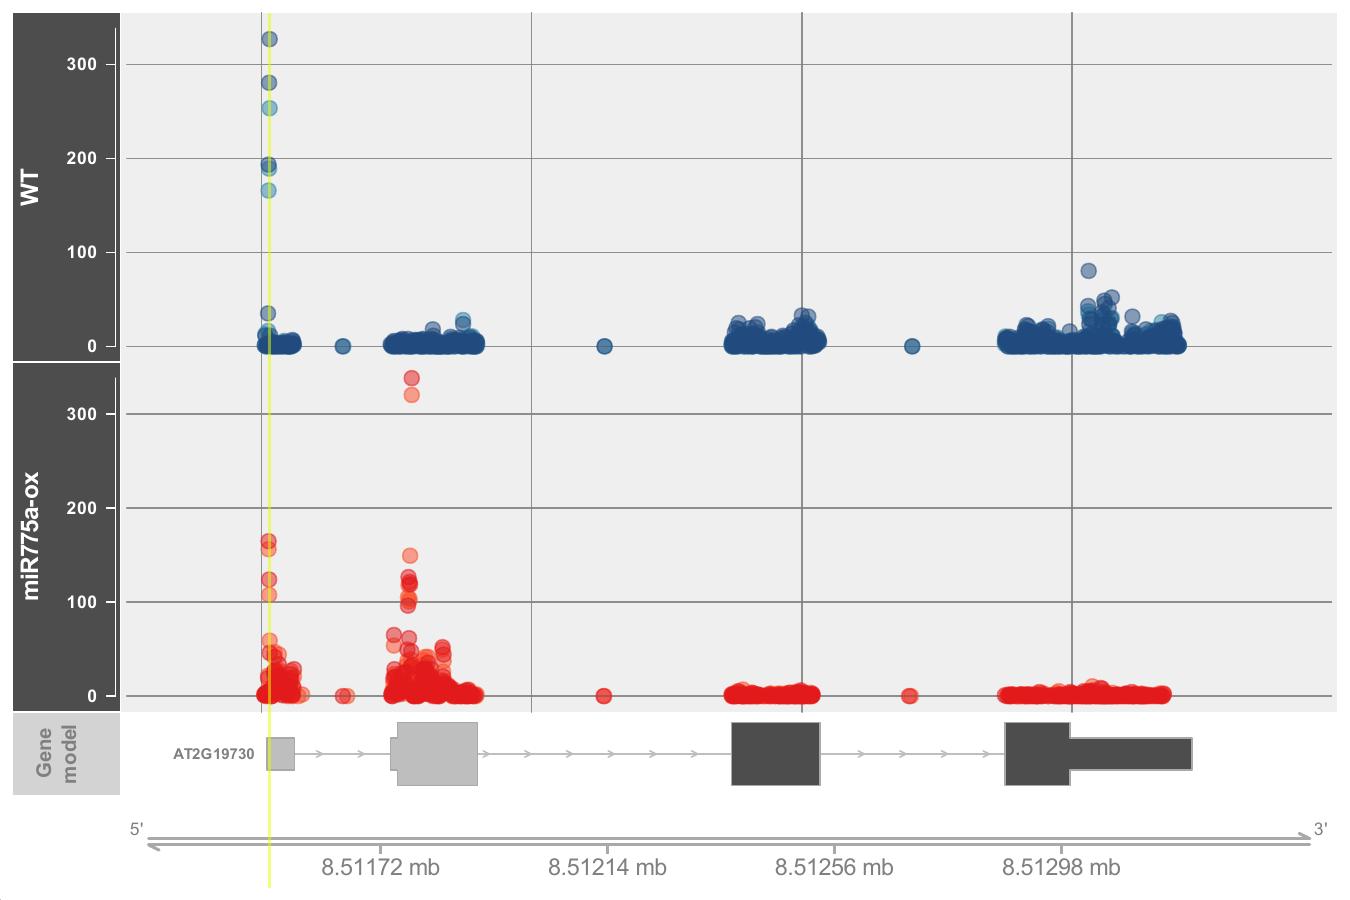 WT
300
200
100
0
miR775a-ox
300
200
100
0
Gene
model
AT2G19730
5'
3'
8.51172 mb
8.51214 mb
8.51256 mb
8.51298 mb